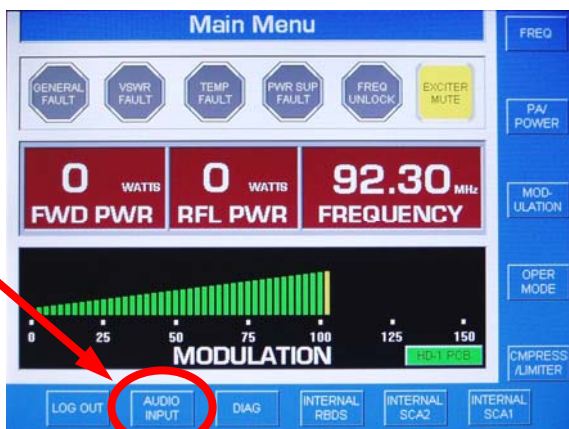 Main Menu
FREQ
GENERAL FAULT
VSWR FAULT
TEMP FAULT
PWR SUP FAULT
FREQ UNLOCK
EXCITER MUTE
PA/ POWER
0 WATTS
FWD PWR
0 WATTS
RFL PWR
92.30 MHz
FREQUENCY
MOD- ULATION
OPER MODE
0 25 50 75 100 125 150
MODULATION
HD-1 PCB
CMPRESS /LIMITER
LOG OUT
AUDIO INPUT
DIAG
INTERNAL RBDS
INTERNAL SCA2
INTERNAL SCA1